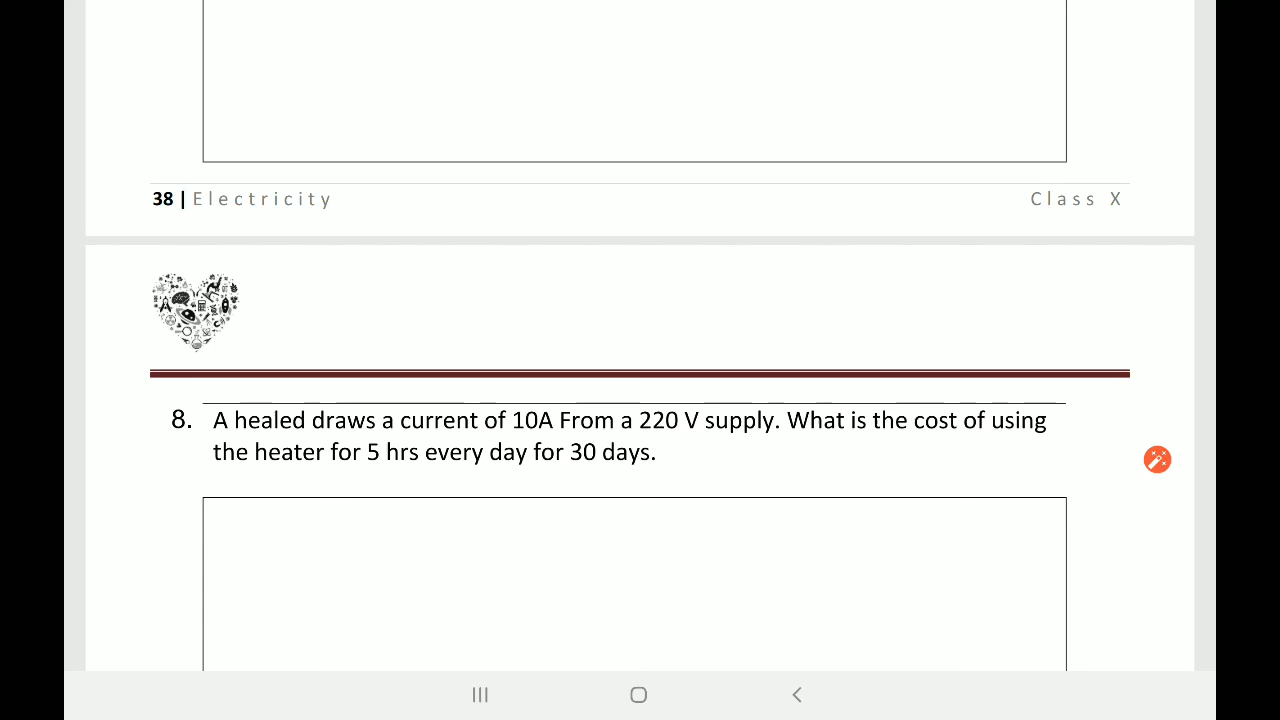 38 | Electricity
Class X
8. A healed draws a current of 10A From a 220 V supply. What is the cost of using
the heater for 5 hrs every day for 30 days.